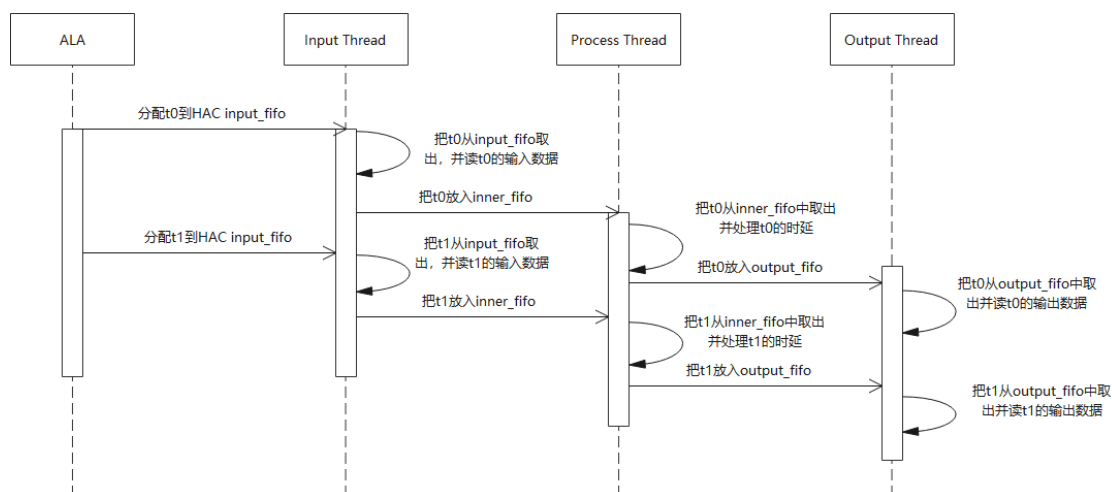 ALA
Input Thread
Process Thread
Output Thread
分配t0到HAC input_fifo
把t0从input_fifo取
出，并读t0的输入数据
把t0放入inner_fifo
把t0从inner_fifo中取出
并处理t0的时延
分配t1到HAC input_fifo
把t1从input_fifo取
出，并读t1的输入数据
把t0放入output_fifo
把t0从output_fifo中取
出并读t0的输出数据
把t1放入inner_fifo
把t1从inner_fifo中取出
并处理t1的时延
把t1放入output_fifo
把t1从output_fifo中取
出并读t1的输出数据